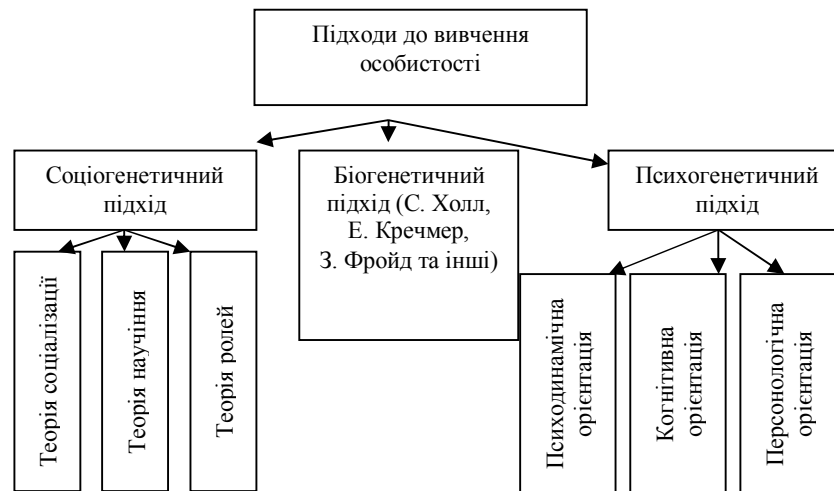 Підходи до вивчення
особистості
Соціогенетичний
підхід
Біогенетичний
підхід (С. Холл,
Е. Кречмер,
З. Фройд та інші)
Психогенетичний
підхід
Теорія соціалізації
Теорія научіння
Теорія ролей
Психодинамічна
орієнтація
Когнітивна
орієнтація
Персонологічна
орієнтація